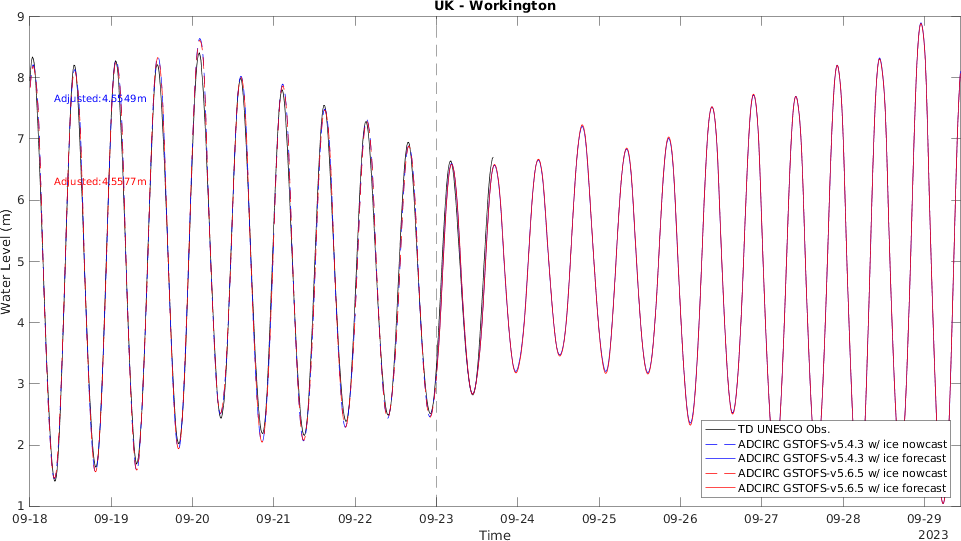 UK - Workington
9
8
7
6
5
4
3
2
1
Water Level (m)
Adjusted:4.5549m
Adjusted:4.5577m
TD UNESCO Obs.
ADCIRC GSTOFS-v5.4.3 w/ ice nowcast
ADCIRC GSTOFS-v5.4.3 w/ ice forecast
ADCIRC GSTOFS-v5.6.5 w/ ice nowcast
ADCIRC GSTOFS-v5.6.5 w/ ice forecast
09-18 09-19 09-20 09-21 09-22 09-23 09-24 09-25 09-26 09-27 09-28 09-29
Time
2023